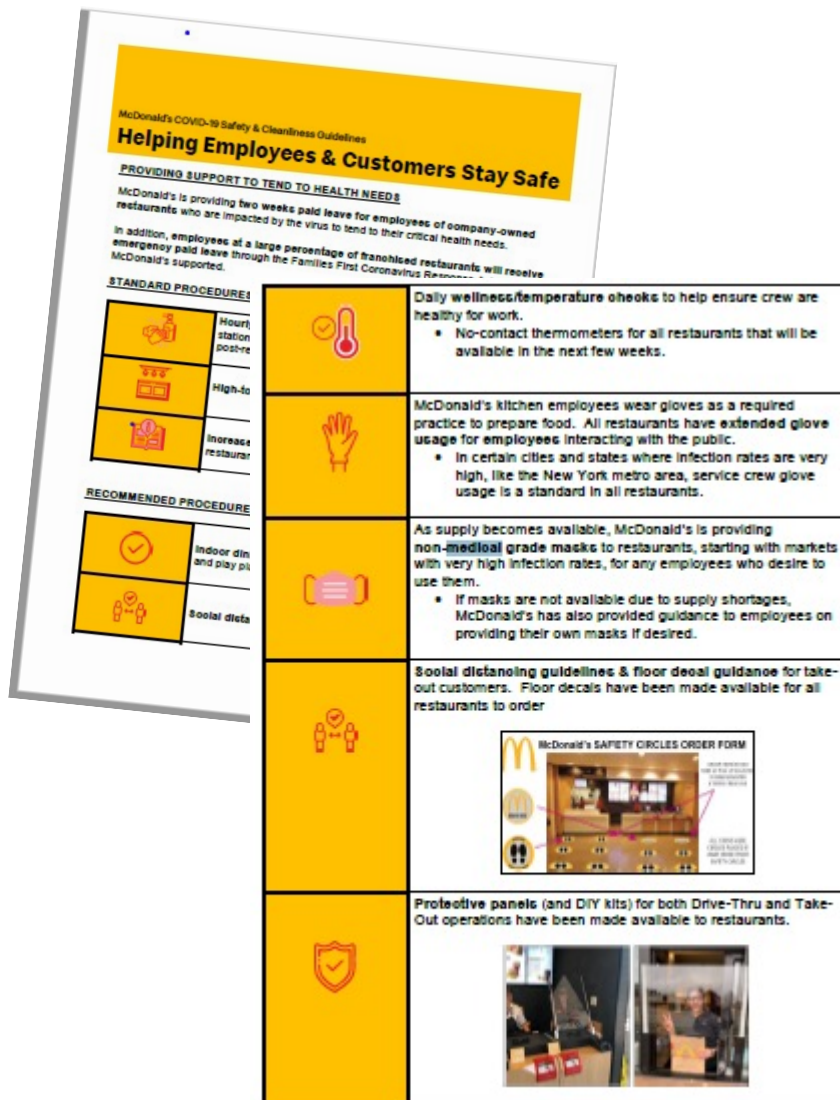 McDonald's COVID-19 Safety & Cleanliness Guidelines
Helping Employees & Customers Stay Safe
PROVIDING SUPPORT TO TEND TO HEALTH NEEDS
McDonald's is providing two weeks paid leave for employees of company-owned
restaurants who are impacted by the virus to tend to their critical health needs.
In addition, employees at a large percentage of franchised restaurants will receive
emergency paid leave through the Families First Coronavirus
McDonald's supported.
STANDARD PROCEDURES
High-to
Increase
RECOMMENDED PROCEDURE
Indoor din
and play pl
Social dista
Daily wellness/temperature checks to help ensure crew are
healthy for work.
• No-contact thermometers for all restaurants that will be
available in the next few weeks.
McDonald's kitchen employees wear gloves as a required
practice to prepare food. All restaurants have extended glove
usage for employees interacting with the public.
• In certain cities and states where infection rates are very
high, like the New York metro area, service crew glove
usage is a standard in all restaurants.
As supply becomes available, McDonald's is providing
non-medical grade masks to restaurants, starting with markets
with very high infection rates, for any employees who desire to
use them.
• If masks are not available due to supply shortages,
McDonald's has also provided guidance to employees on
providing their own masks if desired.
Social distancing guidelines & floor decal guidance for take-
out customers. Floor decals have been made available for all
restaurants to order
McDonald's SAFETY CIRCLES ORDER FORM
Protective panels (and DIY kits) for both Drive-Thru and Take-
Out operations have been made available to restaurants.